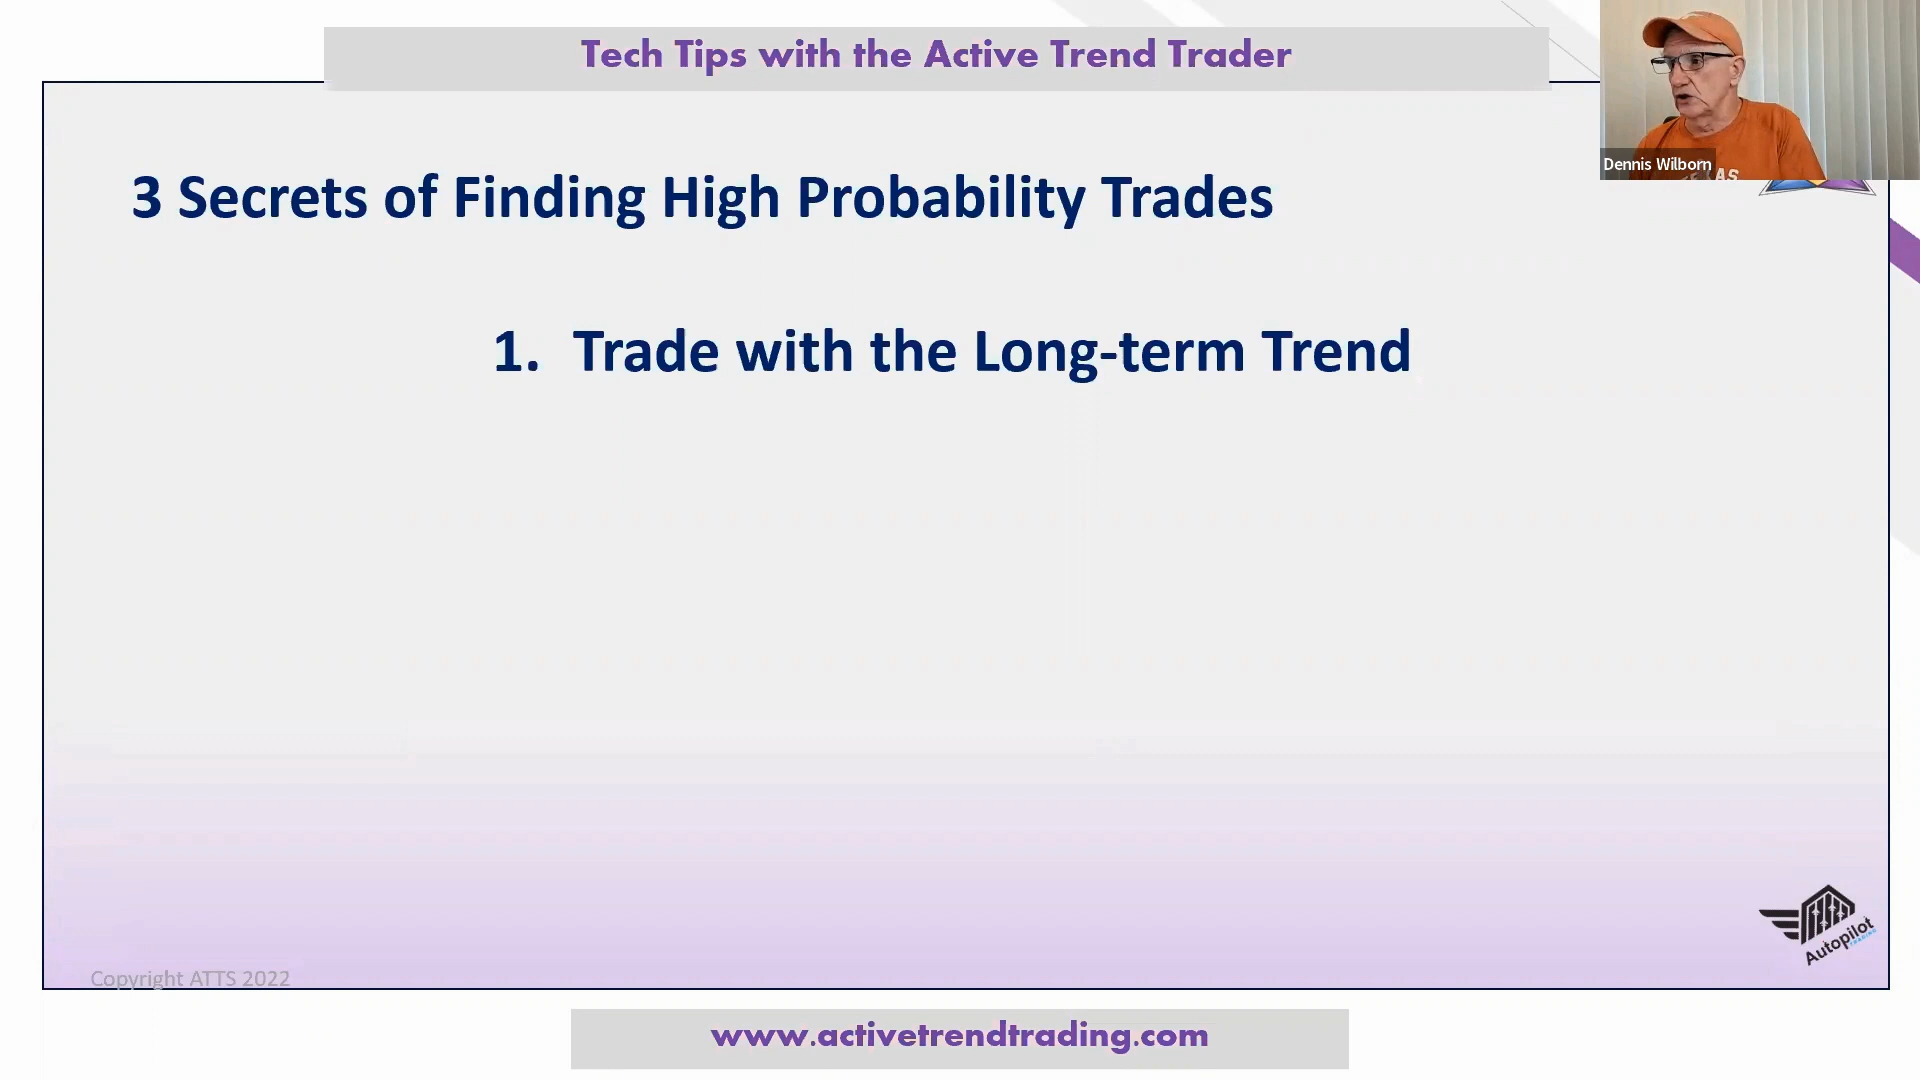 Tech Tips with the Active Trend Trader
Dennis Wilborn
3 Secrets of Finding High Probability Trades
1. Trade with the Long-term Trend
Autopilot
Copyright ATTS 2022
www.activetrendtrading.com